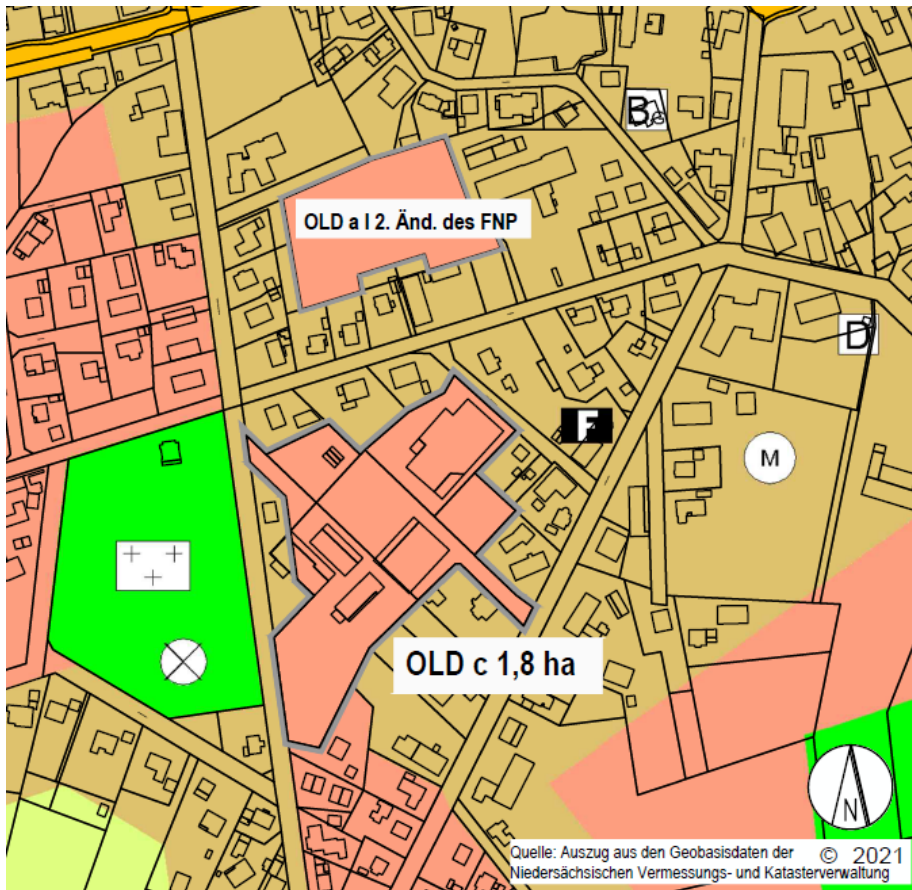 B
OLD a I 2. Änd. des FNP
D
F
M
OLD c 1,8 ha
N
Quelle: Auszug aus den Geobasisdaten der © 2021
Niedersächsischen Vermessungs- und Katasterverwaltung